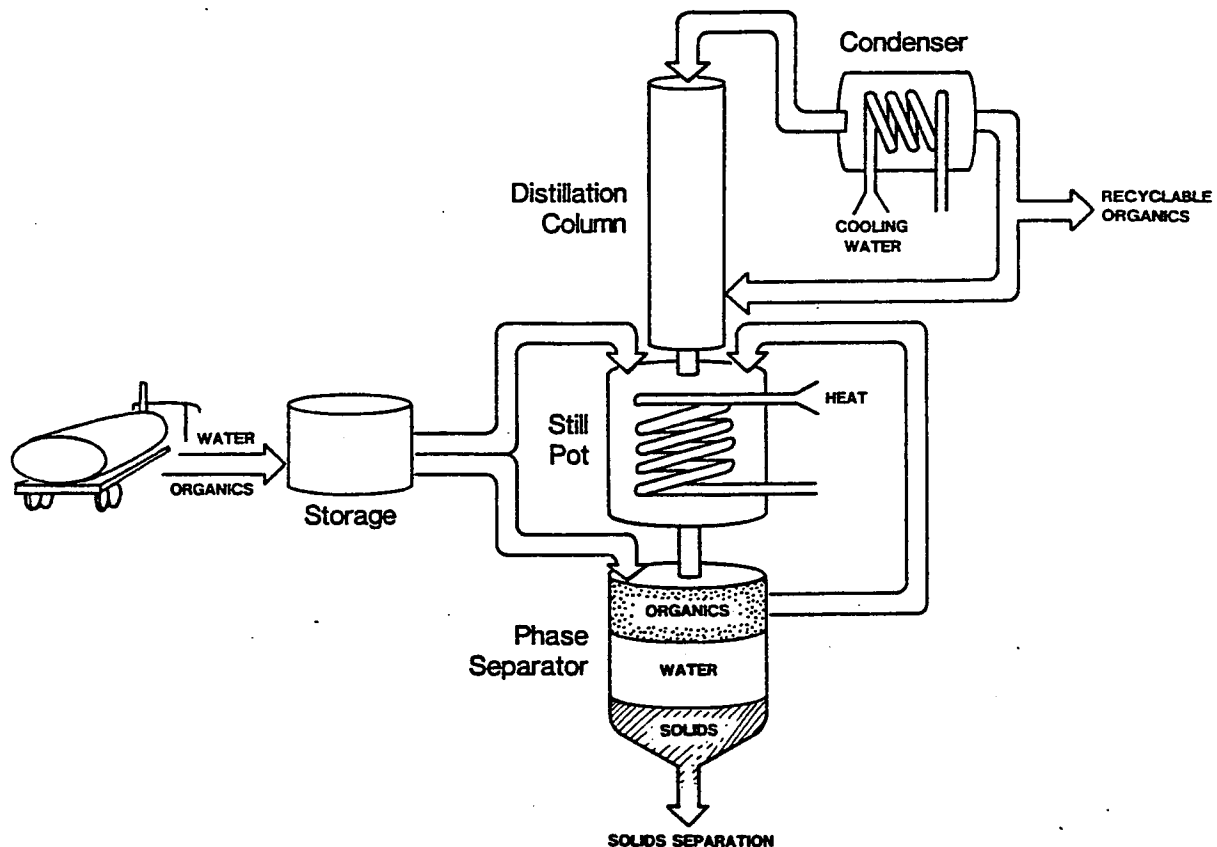 Condenser
Distillation
Column
COOLING
WATER
RECYCLABLE
ORGANICS
HEAT
Still
Pot
WATER
ORGANICS
Storage
Phase
Separator
ORGANICS
WATER
SOLIDS
SOLIDS SEPARATION